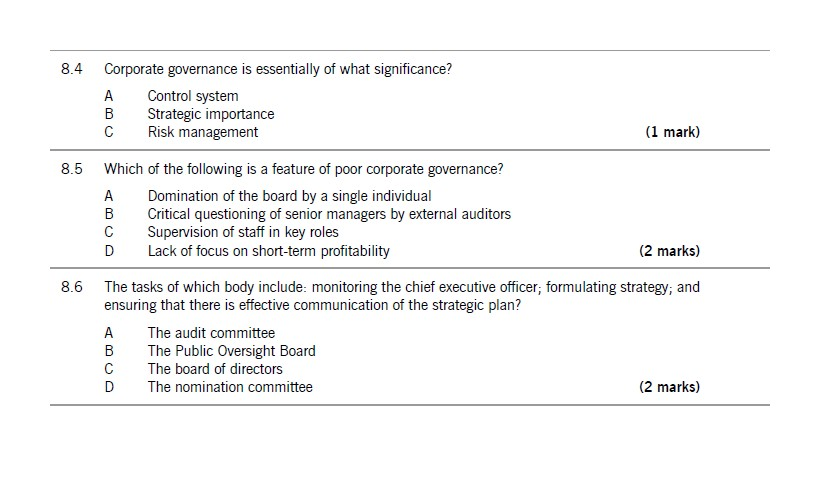 8.4 Corporate governance is essentially of what significance?
A Control system
B Strategic importance
C Risk management (1 mark)
8.5 Which of the following is a feature of poor corporate governance?
A Domination of the board by a single individual
B Critical questioning of senior managers by external auditors
C Supervision of staff in key roles
D Lack of focus on short-term profitability (2 marks)
8.6 The tasks of which body include: monitoring the chief executive officer; formulating strategy; and
ensuring that there is effective communication of the strategic plan?
A The audit committee
B The Public Oversight Board
C The board of directors
D The nomination committee (2 marks)